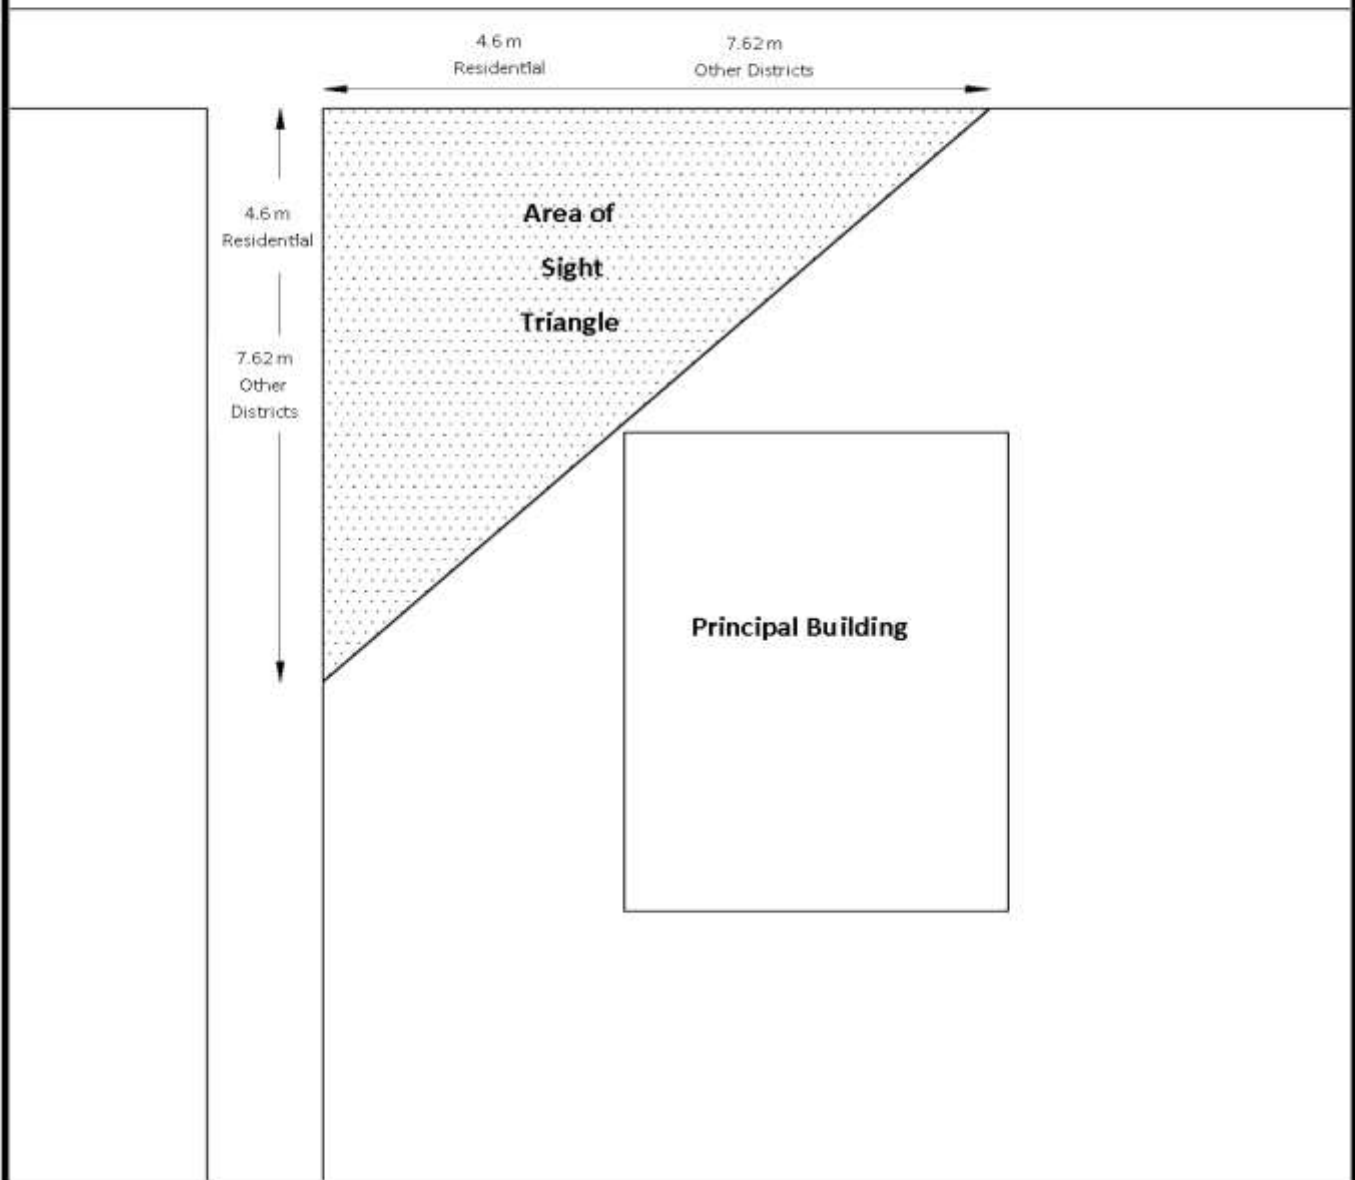 4.6 m
Residential
7.62 m
Other Districts
4.6 m
Residential
7.62 m
Other
Districts
Area of
Sight
Triangle
Principal Building